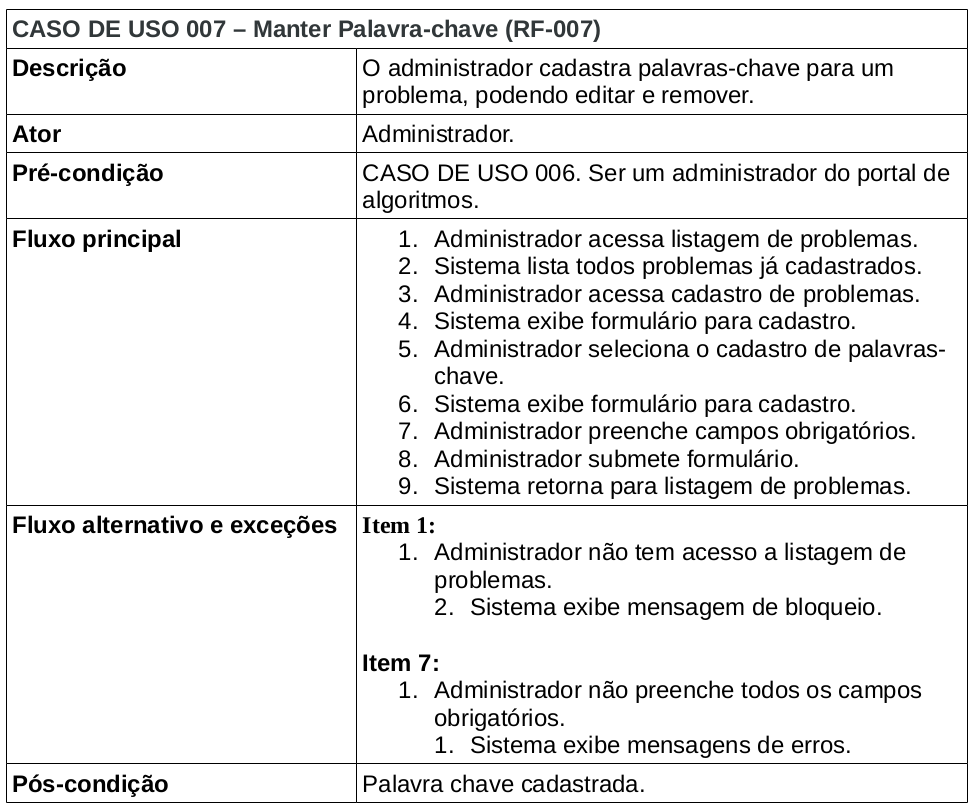 CASO DE USO 007 – Manter Palavra-chave (RF-007)
Descrição
O administrador cadastra palavras-chave para um
problema, podendo editar e remover.
Ator
Administrador.
Pré-condição
CASO DE USO 006. Ser um administrador do portal de
algoritmos.
Fluxo principal
1. Administrador acessa listagem de problemas.
2. Sistema lista todos problemas já cadastrados.
3. Administrador acessa cadastro de problemas.
4. Sistema exibe formulário para cadastro.
5. Administrador seleciona o cadastro de palavras-
chave.
6. Sistema exibe formulário para cadastro.
7. Administrador preenche campos obrigatórios.
8. Administrador submete formulário.
9. Sistema retorna para listagem de problemas.
Fluxo alternativo e exceções
Item 1:
1. Administrador não tem acesso a listagem de
problemas.
2. Sistema exibe mensagem de bloqueio.
Item 7:
1. Administrador não preenche todos os campos
obrigatórios.
1. Sistema exibe mensagens de erros.
Pós-condição
Palavra chave cadastrada.